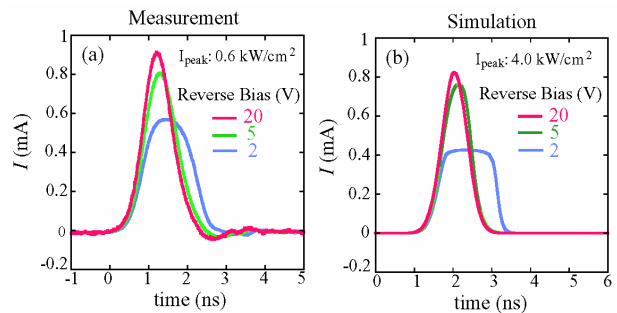 Measurement
(a)
I peak: 0.6 kW/cm²
Reverse Bias (V)
20
5
2
I (mA)
1
0.8
0.6
0.4
0.2
0
-0.2
-1 0 1 2 3 4 5
time (ns)
Simulation
(b)
I peak: 4.0 kW/cm²
Reverse Bias (V)
20
5
2
I (mA)
1
0.8
0.6
0.4
0.2
0
-0.2
0 1 2 3 4 5 6
time (ns)